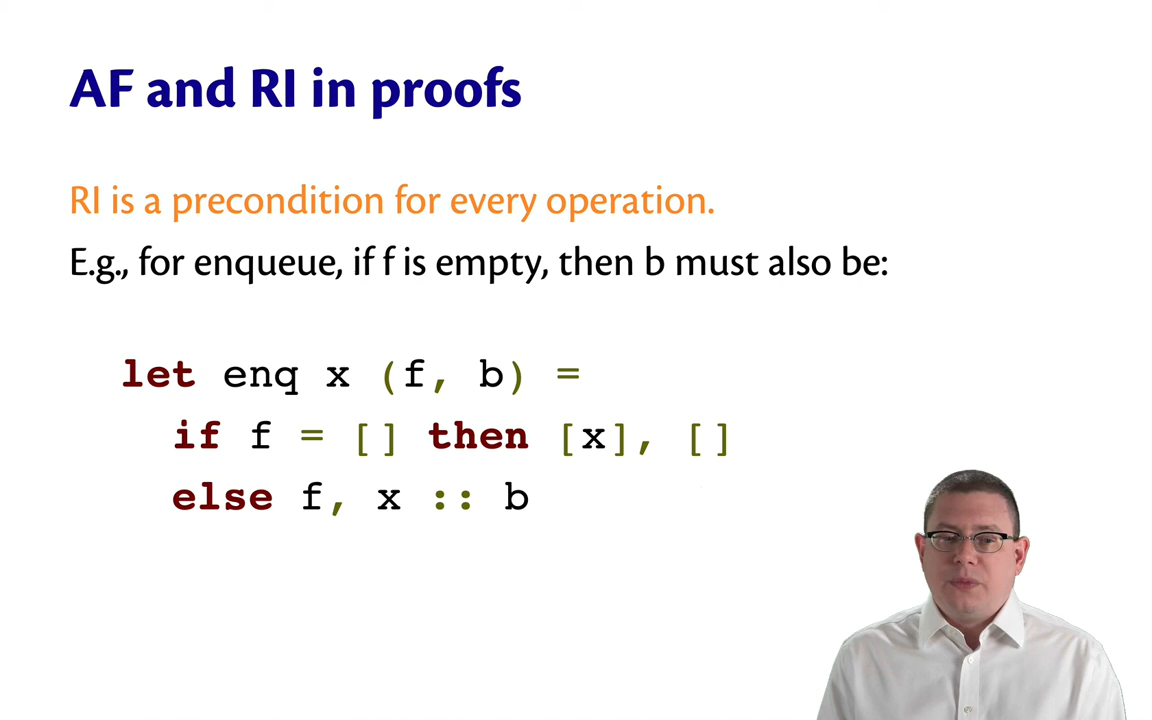 AF and RI in proofs
RI is a precondition for every operation.
E.g., for enqueue, if f is empty, then b must also be:
let enq x (f, b) =
if f = [] then [x], []
else f, x :: b